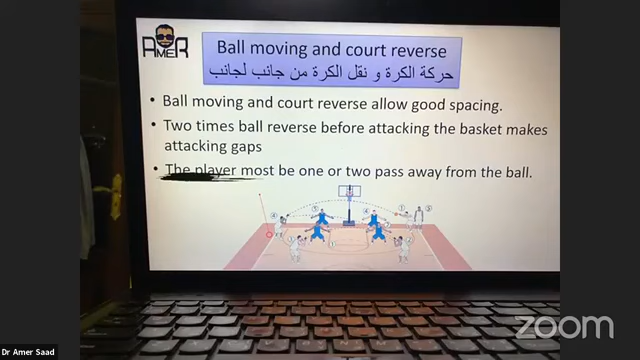 AMER
Ball moving and court reverse
حركة الكرة و نقل الكرة من جانب لجانب
• Ball moving and court reverse allow good spacing.
• Two times ball reverse before attacking the basket makes
attacking gaps
• The player most be one or two pass away from the ball.
Dr Amer Saad
zoom